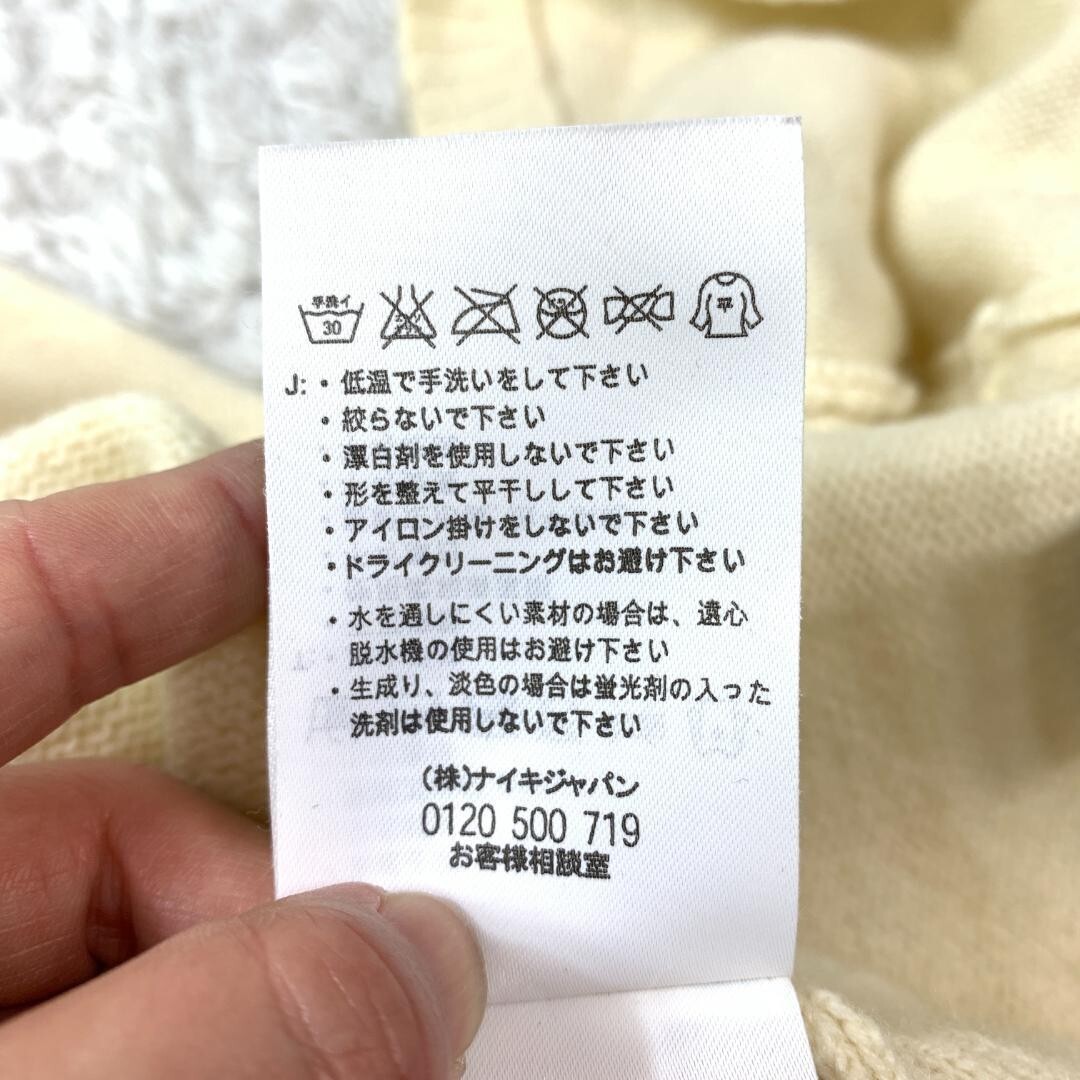 手洗イ
30
平
J: ・低温で手洗いをして下さい
・絞らないで下さい
・漂白剤を使用しないで下さい
・形を整えて平干しして下さい
・アイロン掛けをしないで下さい
・ドライクリーニングはお避け下さい
・水を通しにくい素材の場合は、遠心
脱水機の使用はお避け下さい
・生成り、淡色の場合は蛍光剤の入った
洗剤は使用しないで下さい
(株)ナイキジャパン
0120 500 719
お客様相談室